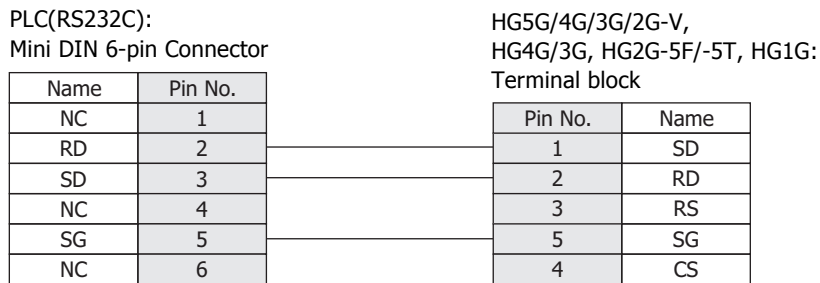 PLC(RS232C):
Mini DIN 6-pin Connector
Name Pin No.
NC 1
RD 2
SD 3
NC 4
SG 5
NC 6
HG5G/4G/3G/2G-V,
HG4G/3G, HG2G-5F/-5T, HG1G:
Terminal block
Pin No. Name
1 SD
2 RD
3 RS
5 SG
4 CS